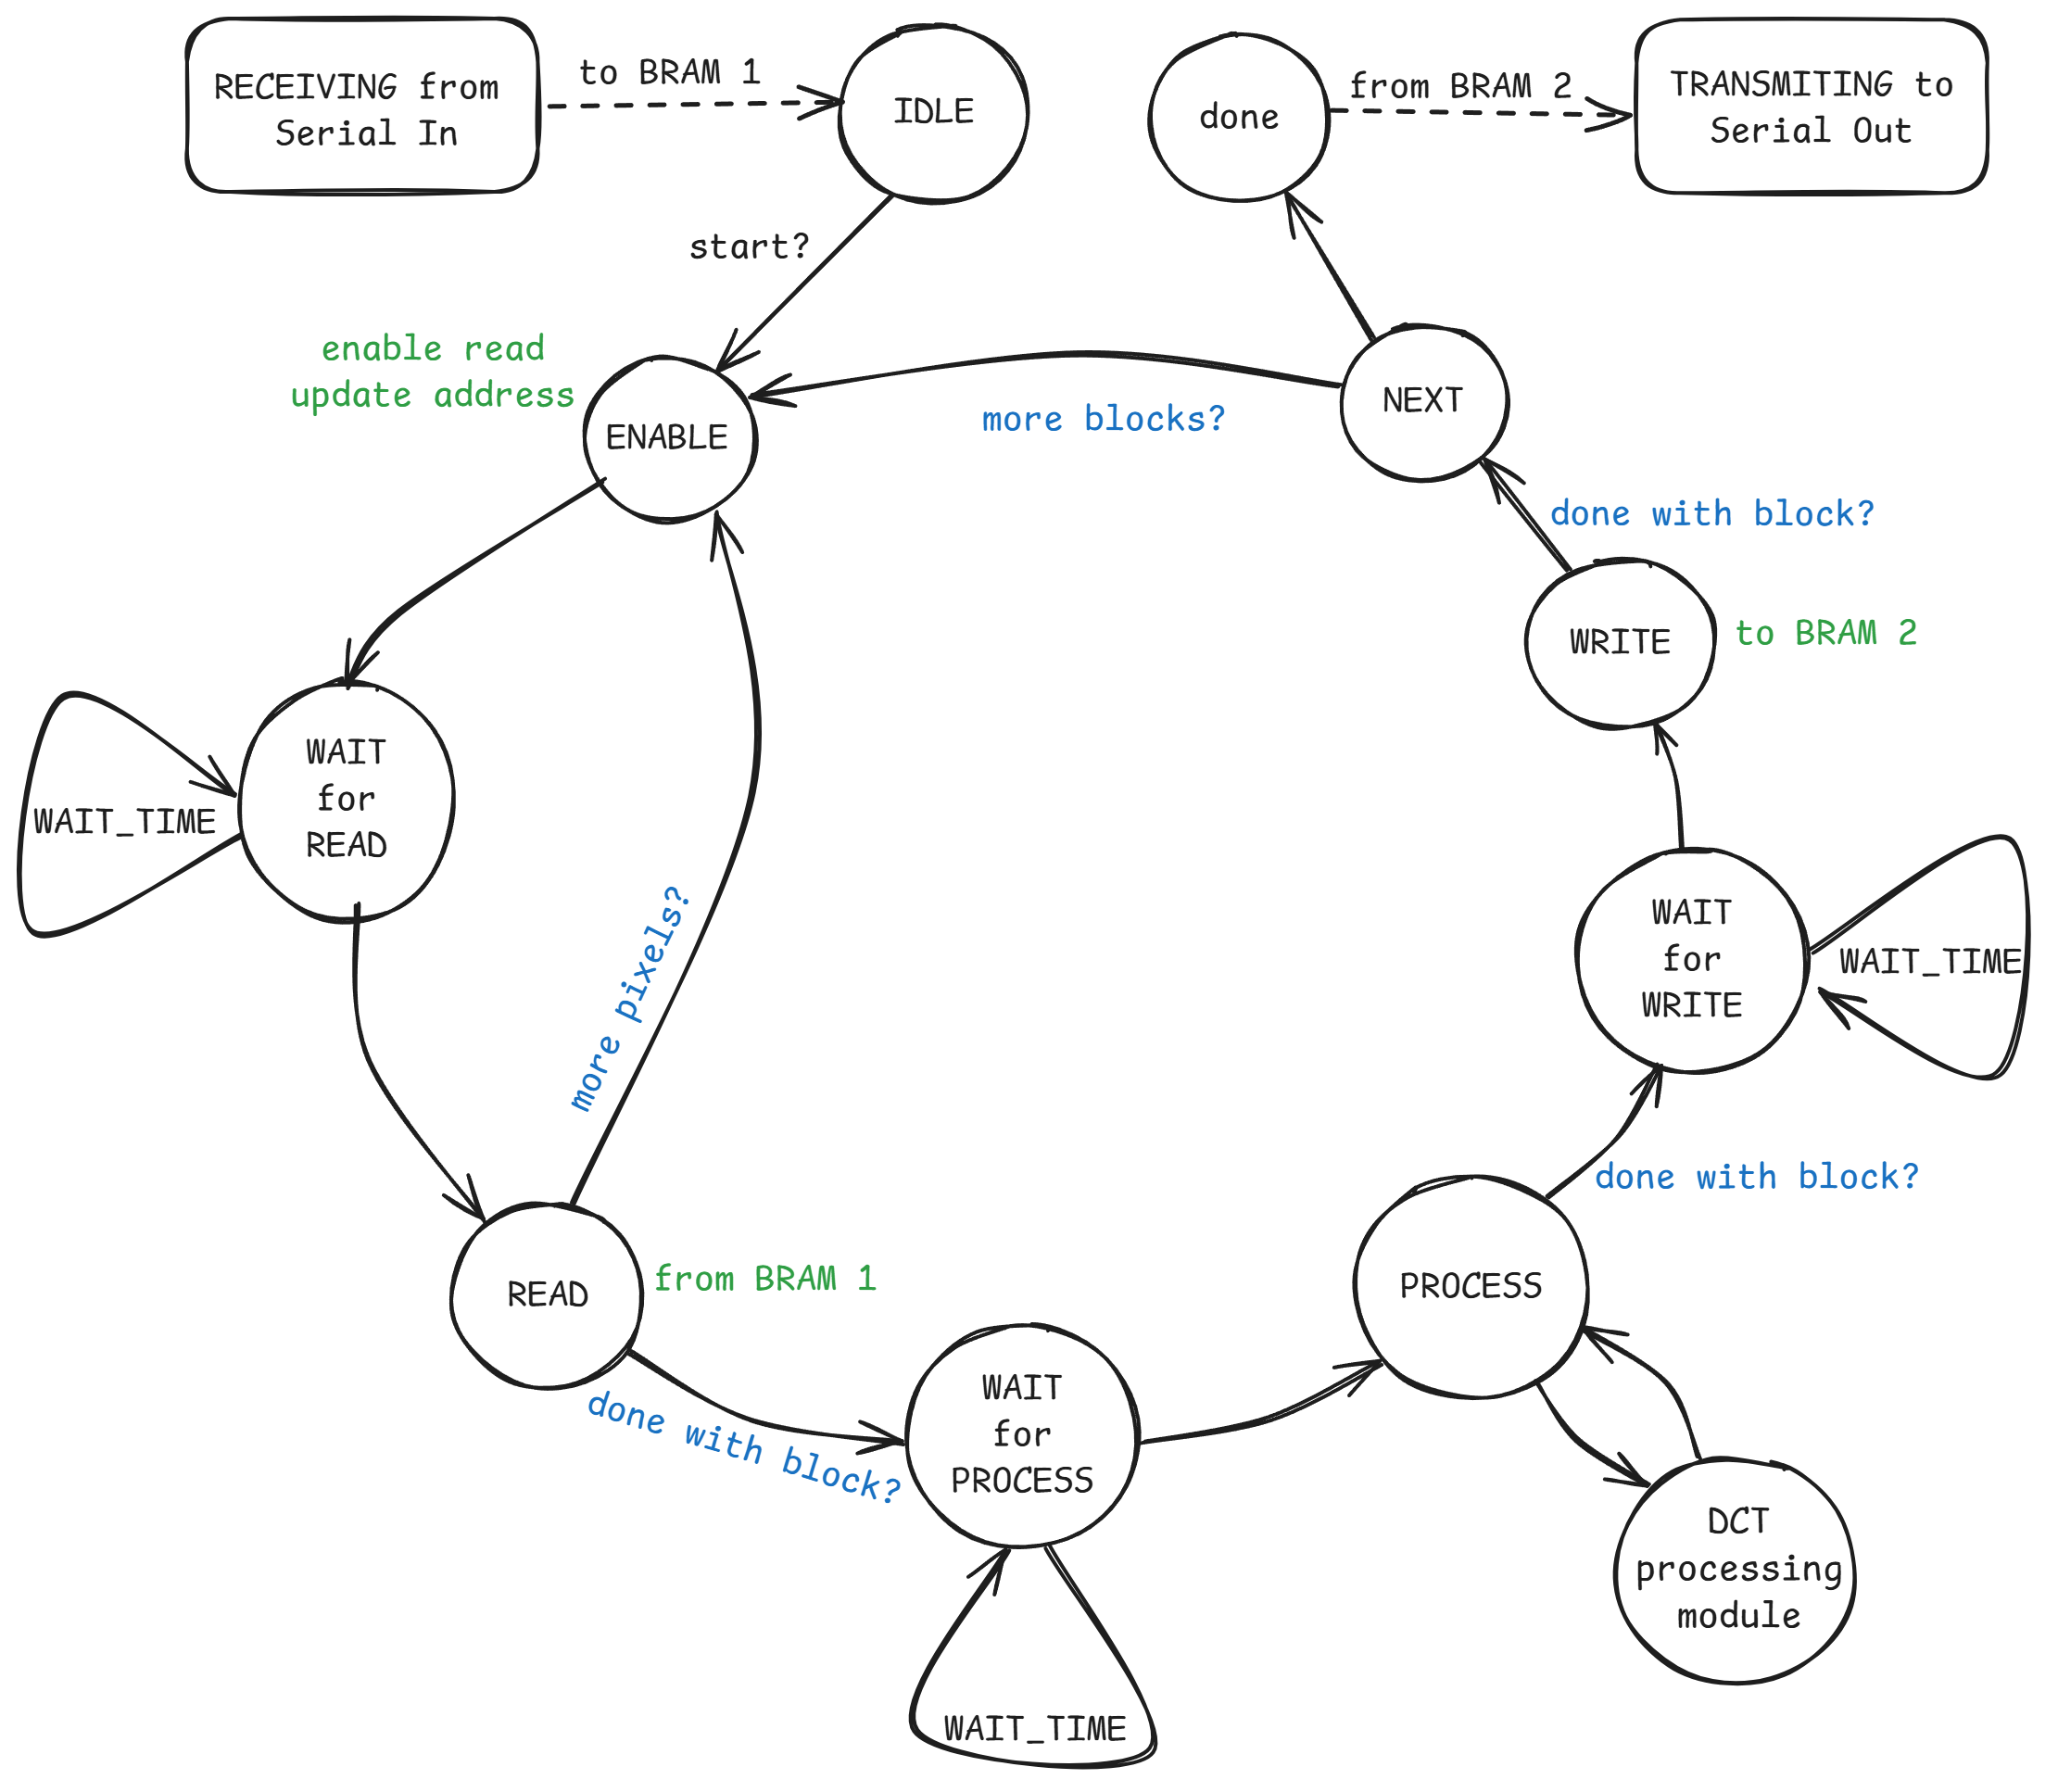 RECEIVING from
Serial In
to BRAM 1
IDLE
done
from BRAM 2
TRANSMITING to
Serial Out
start?
enable read
update address
ENABLE
more blocks?
NEXT
done with block?
WRITE
to BRAM 2
WAIT
for
READ
WAIT_TIME
more pixels?
WAIT
for
WRITE
WAIT_TIME
done with block?
READ
from BRAM 1
done with block?
WAIT
for
PROCESS
WAIT_TIME
PROCESS
DCT
processing
module